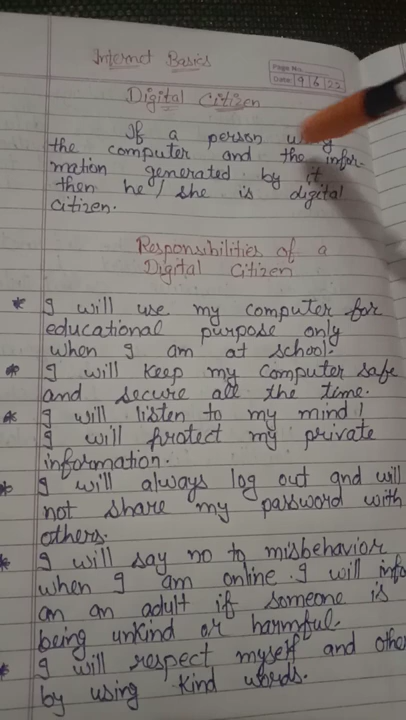 Internet Basics
Page No.
Date: 9 6 22
Digital Citizen
If a person using
the computer and the infor-
mation generated by it
then he / she is digital
citizen.
Responsibilities of a
Digital Citizen
* I will use my computer for
educational purpose only
when I am at school.
* I will keep my computer safe
and secure all the time.
* I will listen to my mind!
I will protect my private
information.
* I will always log out and will
not share my password with
others.
* I will say no to misbehavior
when I am online. I will info
an an adult if someone is
being unkind or harmful.
* I will respect myself and othe
by using kind words.